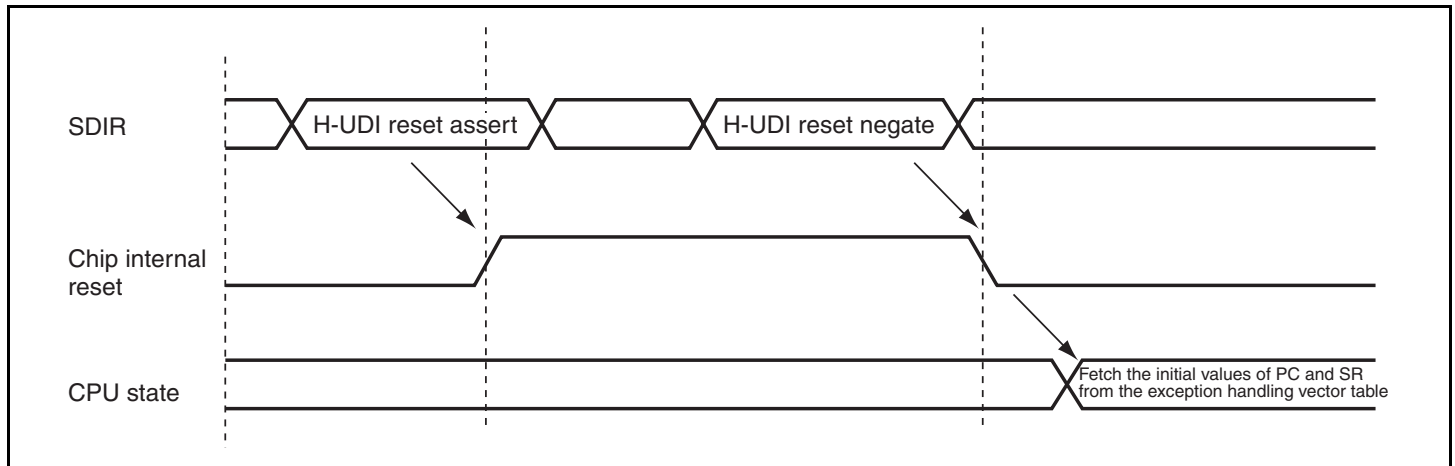 SDIR
H-UDI reset assert
H-UDI reset negate
Chip internal
reset
CPU state
Fetch the initial values of PC and SR
from the exception handling vector table